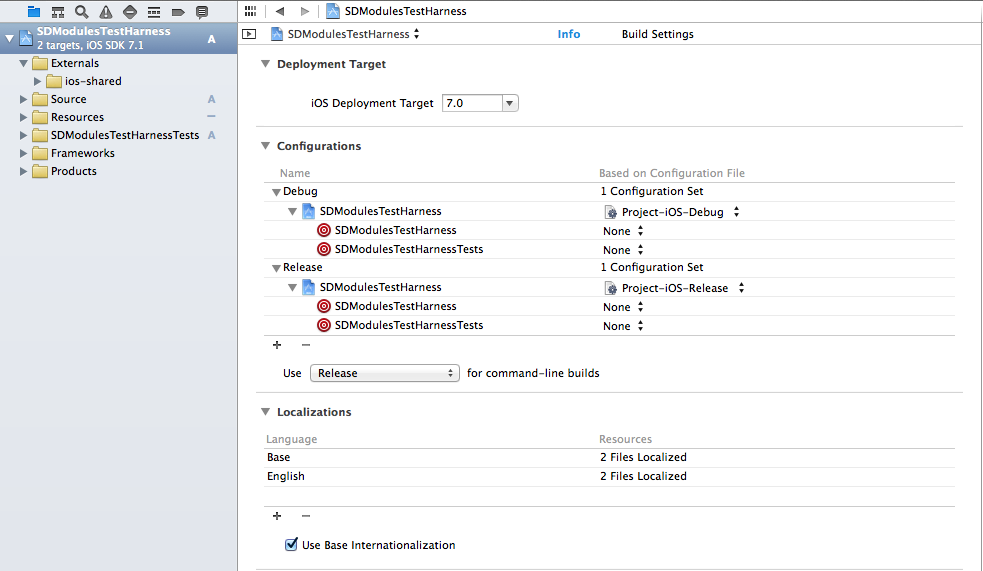 SDModulesTestHarness
SDModulesTestHarness
2 targets, iOS SDK 7.1
A
Externals
ios-shared
Source
A
Resources
SDModulesTestHarnessTests
A
Frameworks
Products
SDModulesTestHarness
Info
Build Settings
Deployment Target
iOS Deployment Target
7.0
Configurations
Name
Based on Configuration File
Debug
1 Configuration Set
SDModulesTestHarness
Project-iOS-Debug
SDModulesTestHarness
None
SDModulesTestHarnessTests
None
Release
1 Configuration Set
SDModulesTestHarness
Project-iOS-Release
SDModulesTestHarness
None
SDModulesTestHarnessTests
None
Use
Release
for command-line builds
Localizations
Language
Resources
Base
2 Files Localized
English
2 Files Localized
Use Base Internationalization